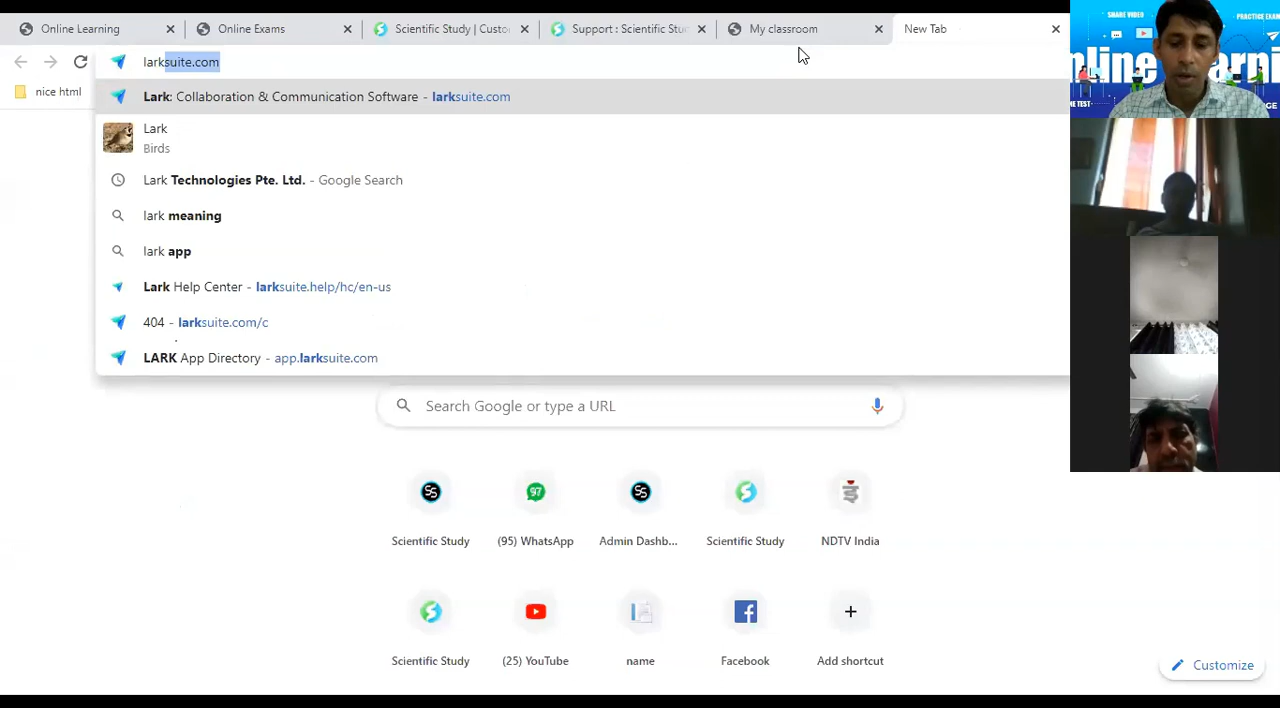 Online Learning
Online Exams
Scientific Study | Custo
Support : Scientific Stu
My classroom
New Tab
larksuite.com
nice html
Lark: Collaboration & Communication Software - larksuite.com
Lark
Birds
Lark Technologies Pte. Ltd. - Google Search
lark meaning
lark app
Lark Help Center - larksuite.help/hc/en-us
404 - larksuite.com/c
LARK App Directory - app.larksuite.com
Search Google or type a URL
Scientific Study
(95) WhatsApp
Admin Dashb...
Scientific Study
NDTV India
Scientific Study
(25) YouTube
name
Facebook
Add shortcut
Customize
SHARE VIDEO
PRACTICE EXAM